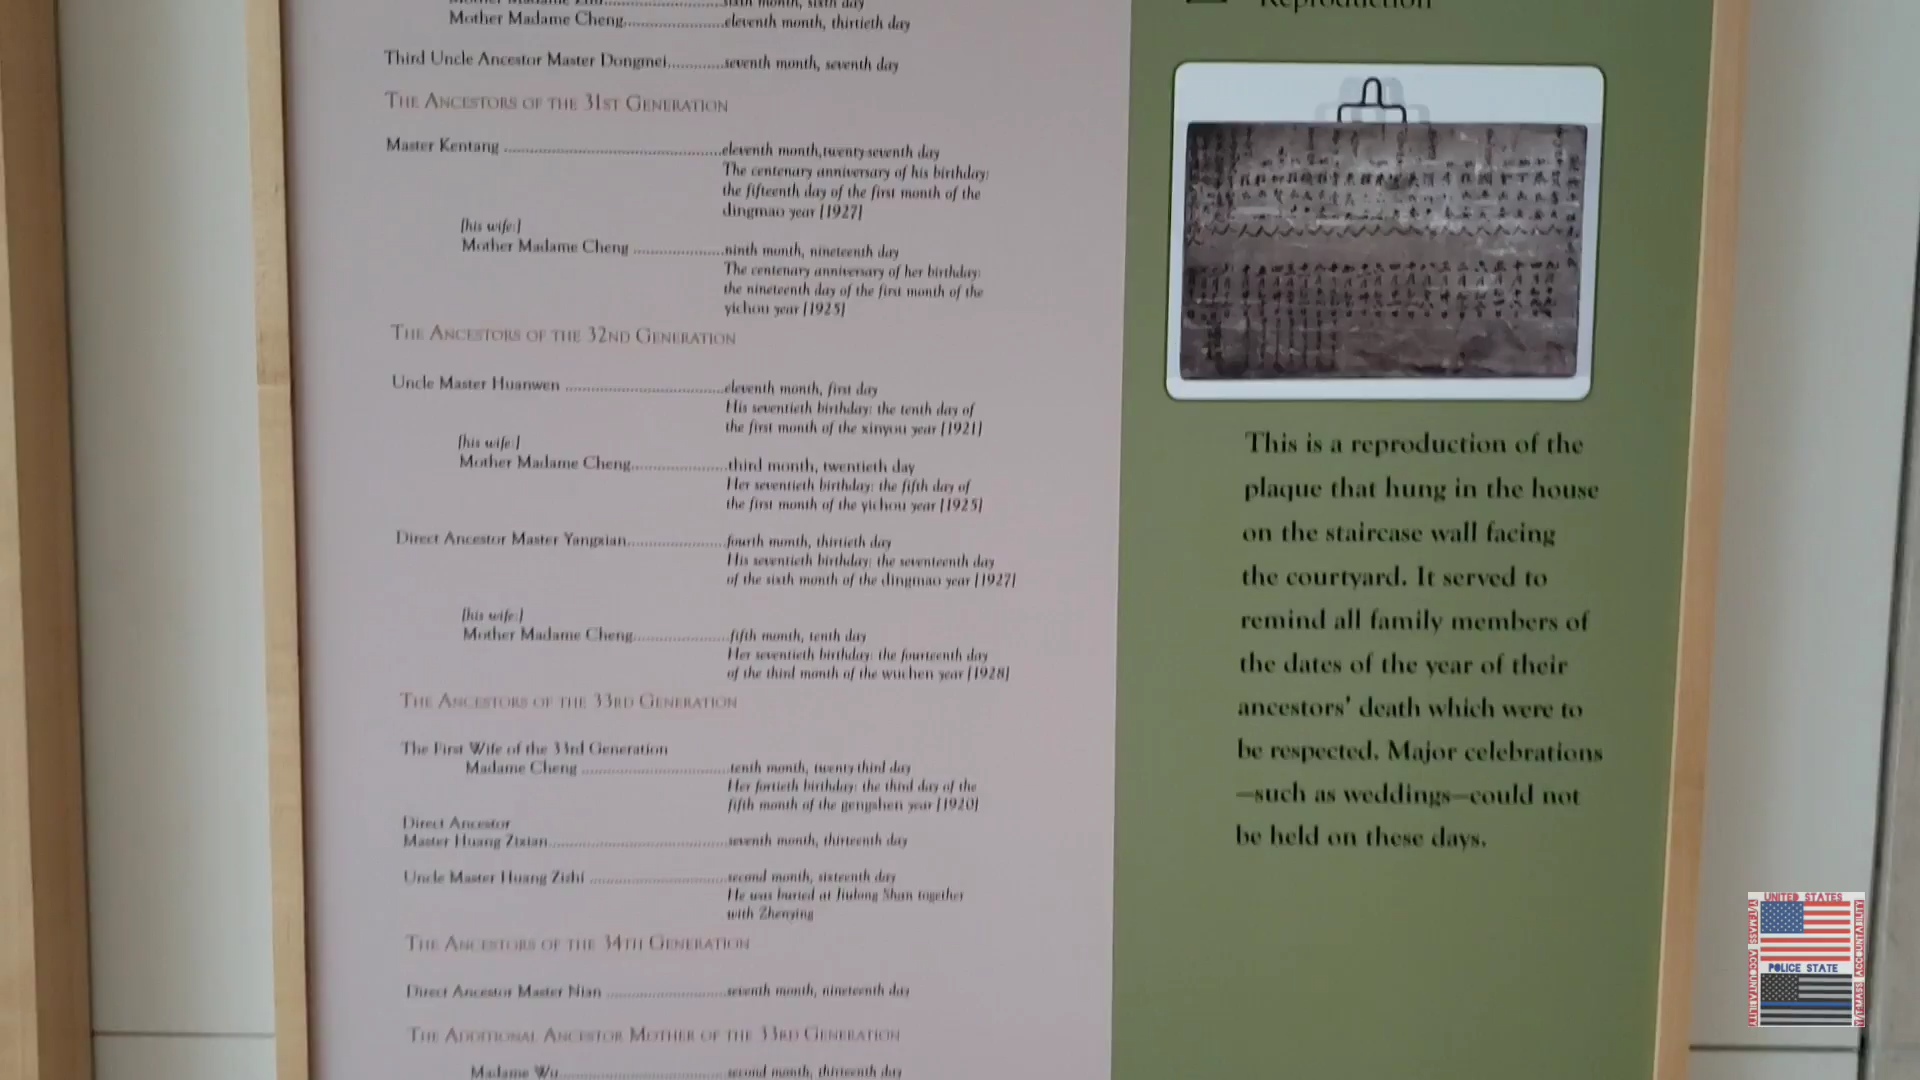 Mother Madame Cheng............eleventh month, thirtieth day
Third Uncle Ancestor Master Dongmei............seventh month, seventh day
THE ANCESTORS OF THE 31ST GENERATION
Master Kentang ............eleventh month, twenty-seventh day
The centenary anniversary of his birthday:
the fifteenth day of the first month of the
dingmao year [1927]
[his wife:]
Mother Madame Cheng ............ninth month, nineteenth day
The centenary anniversary of her birthday:
the nineteenth day of the first month of the
yichou year [1925]
THE ANCESTORS OF THE 32ND GENERATION
Uncle Master Huanwen ............eleventh month, first day
His seventieth birthday: the tenth day of
the first month of the xinyou year [1921]
[his wife:]
Mother Madame Cheng............third month, twentieth day
Her seventieth birthday: the fifth day of
the first month of the yichou year [1925]
Direct Ancestor Master Yangxian............fourth month, thirtieth day
His seventieth birthday: the seventeenth day
of the sixth month of the dingmao year [1927]
[his wife:]
Mother Madame Cheng............fifth month, tenth day
Her seventieth birthday: the fourteenth day
of the third month of the wuchen year [1928]
THE ANCESTORS OF THE 33RD GENERATION
The First Wife of the 33rd Generation
Madame Cheng ............tenth month, twenty-third day
Her fortieth birthday: the third day of the
fifth month of the gengshen year [1920]
Direct Ancestor
Master Huang Zixian............seventh month, thirteenth day
Uncle Master Huang Zizhi ............second month, sixteenth day
He was buried at Jiulong Shan together
with Zhenying
THE ANCESTORS OF THE 34TH GENERATION
Direct Ancestor Master Nian ............seventh month, nineteenth day
THE ADDITIONAL ANCESTOR MOTHER OF THE 33RD GENERATION
Madame Wu............second month, thirteenth day
Reproduction
This is a reproduction of the
plaque that hung in the house
on the staircase wall facing
the courtyard. It served to
remind all family members of
the dates of the year of their
ancestors' death which were to
be respected. Major celebrations
—such as weddings—could not
be held on these days.
UNITED STATES
POLICE STATE